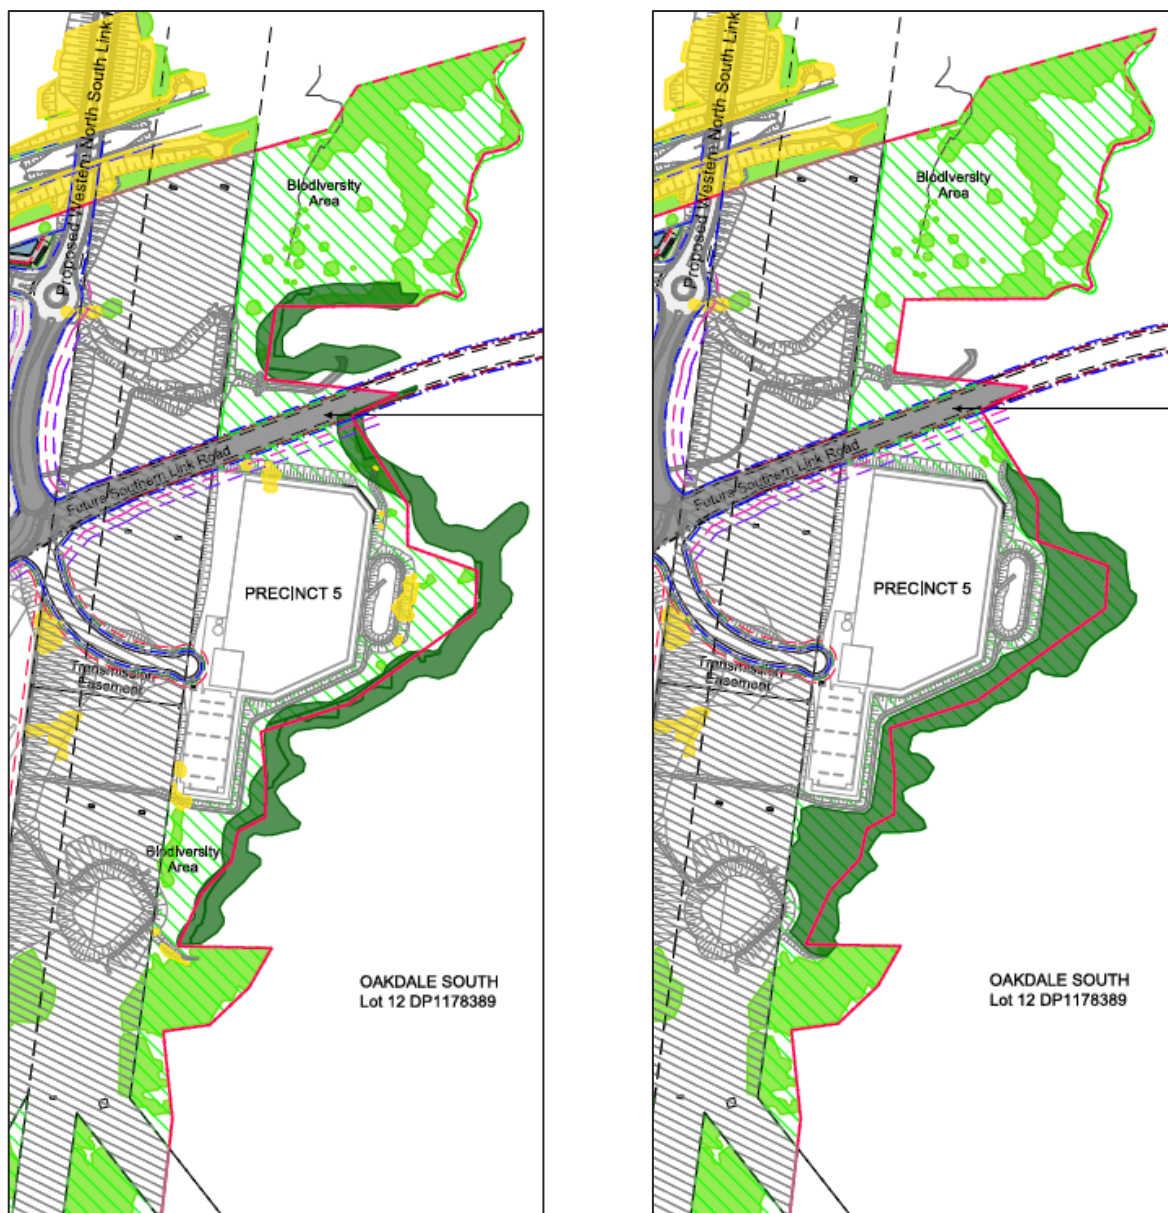 Proposed Western North South Link
Biodiversity
Area
Future Southern Link Road
PRECINCT 5
Transmission
Easement
Biodiversity
Area
OAKDALE SOUTH
Lot 12 DP1178389
Proposed Western North South Link
Biodiversity
Area
Future Southern Link Road
PRECINCT 5
Transmission
Easement
OAKDALE SOUTH
Lot 12 DP1178389